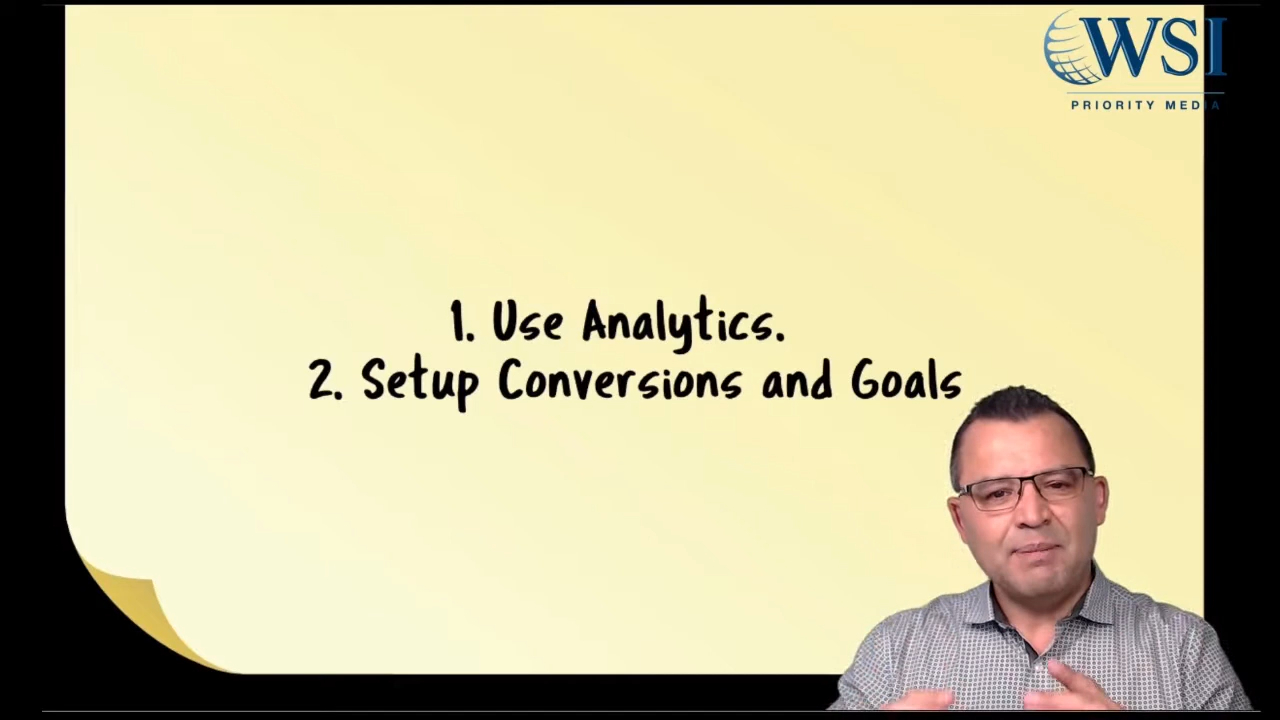 WSI
PRIORITY MEDIA
1. Use Analytics.
2. Setup Conversions and Goals